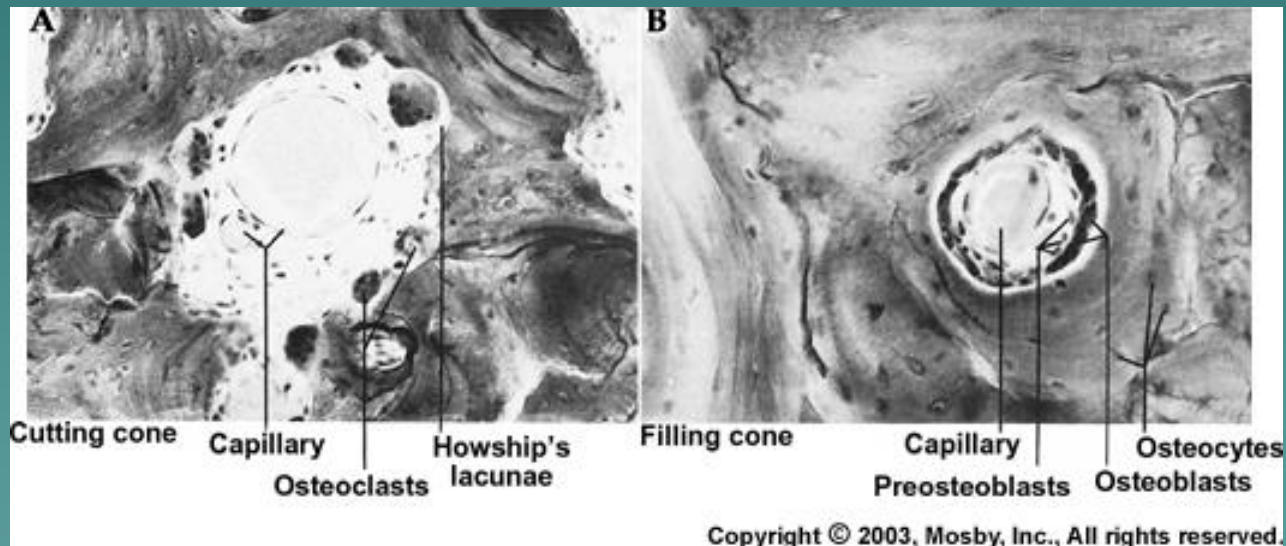 A
B
Cutting cone
Capillary
Osteoclasts
Howship's
lacunae
Filling cone
Capillary
Preosteoblasts
Osteoblasts
Osteocytes
Copyright © 2003, Mosby, Inc., All rights reserved.